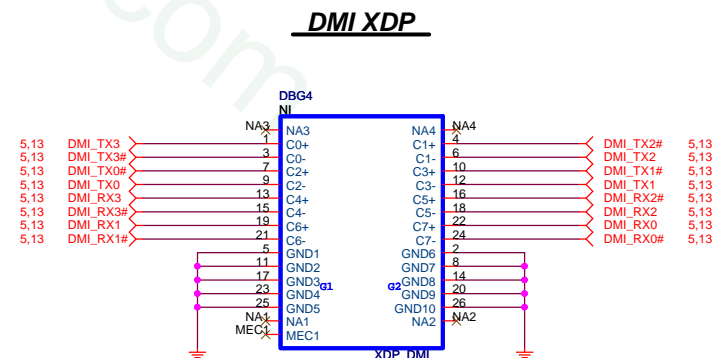 com
DMI XDP
DBG4
NI
NA3 NA3 NA4 NA4
5,13 DMI_TX3 1 C0+ C1+ 4 DMI_TX2# 5,13
5,13 DMI_TX3# 3 C0- C1- 6 DMI_TX2 5,13
5,13 DMI_TX0# 7 C2+ C3+ 10 DMI_TX1# 5,13
5,13 DMI_TX0 9 C2- C3- 12 DMI_TX1 5,13
5,13 DMI_RX3 13 C4+ C5+ 16 DMI_RX2# 5,13
5,13 DMI_RX3# 15 C4- C5- 18 DMI_RX2 5,13
5,13 DMI_RX1 19 C6+ C7+ 22 DMI_RX0 5,13
5,13 DMI_RX1# 21 C6- C7- 24 DMI_RX0# 5,13
5 GND1 GND6 2
11 GND2 GND7 8
17 GND3 G1 G2 GND8 14
23 GND4 GND9 20
25 GND5 GND10 26
NA1 NA1 NA2 NA2
MEC1 MEC1
XDP_DMI